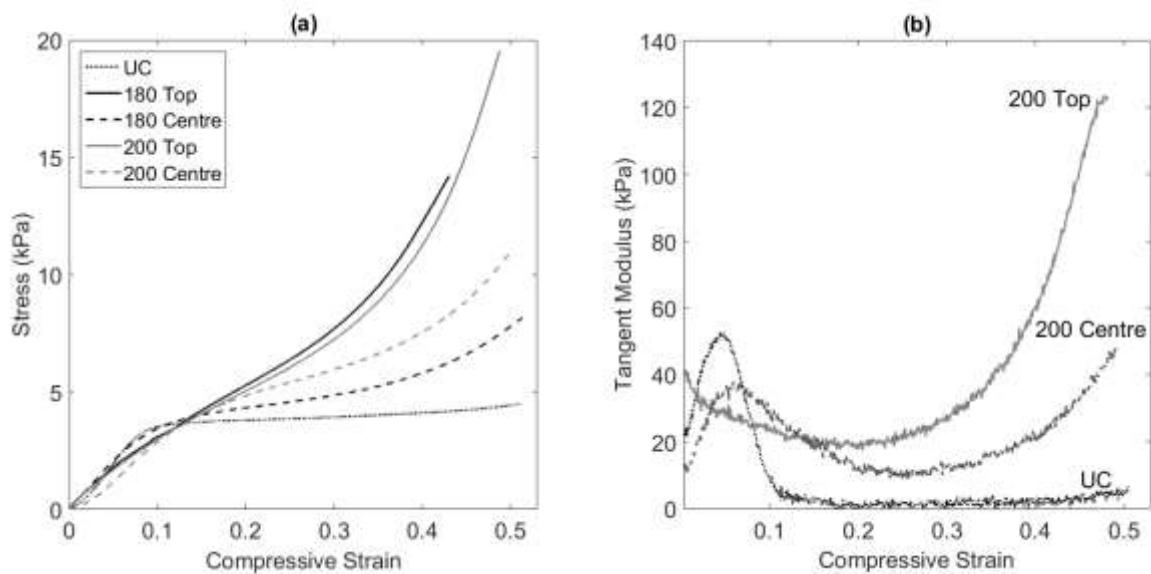 (a)
20
15
10
5
0
0
0.1
0.2
0.3
0.4
0.5
Stress (kPa)
Compressive Strain
UC
180 Top
180 Centre
200 Top
200 Centre
(b)
140
120
100
80
60
40
20
0
0.1
0.2
0.3
0.4
0.5
Tangent Modulus (kPa)
Compressive Strain
200 Top
200 Centre
UC